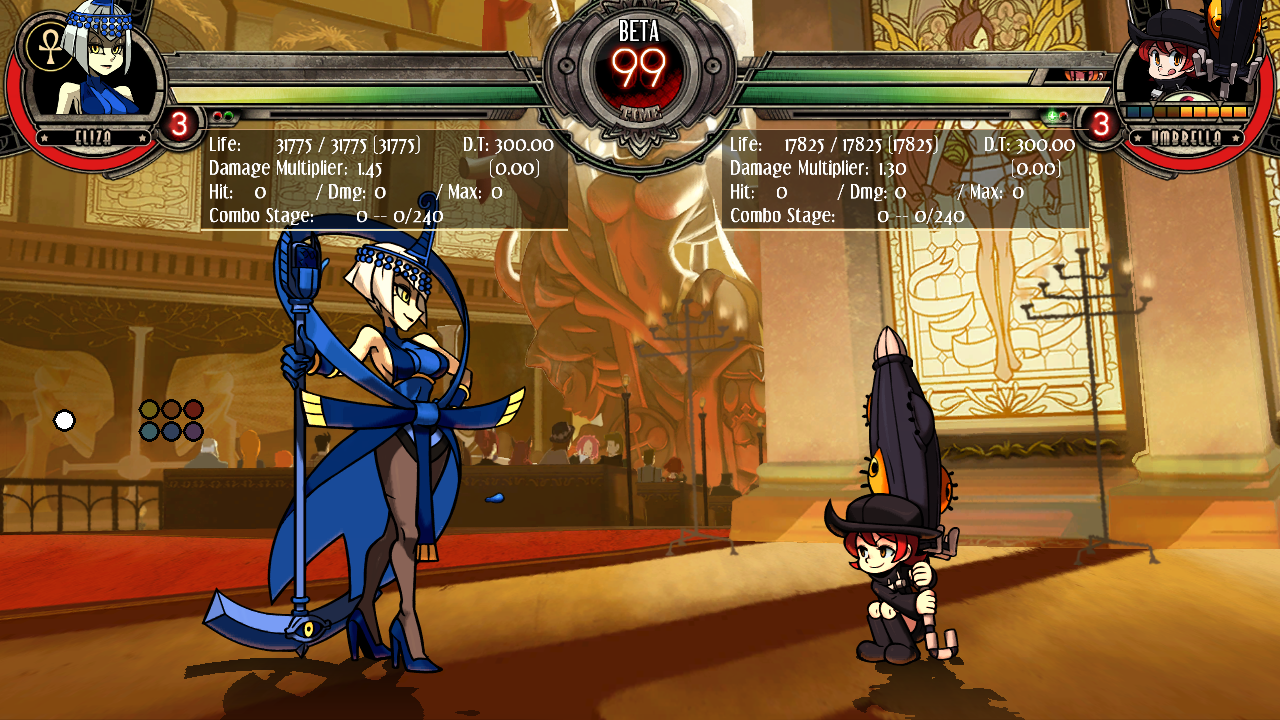 BETA
99
TIME
3
ELIZA
3
UMBRELLA
Life: 31775 / 31775 (31775) D.T: 300.00
Damage Multiplier: 1.45 (0.00)
Hit: 0 / Dmg: 0 / Max: 0
Combo Stage: 0 -- 0/240
Life: 17825 / 17825 (17825) D.T: 300.00
Damage Multiplier: 1.30 (0.00)
Hit: 0 / Dmg: 0 / Max: 0
Combo Stage: 0 -- 0/240